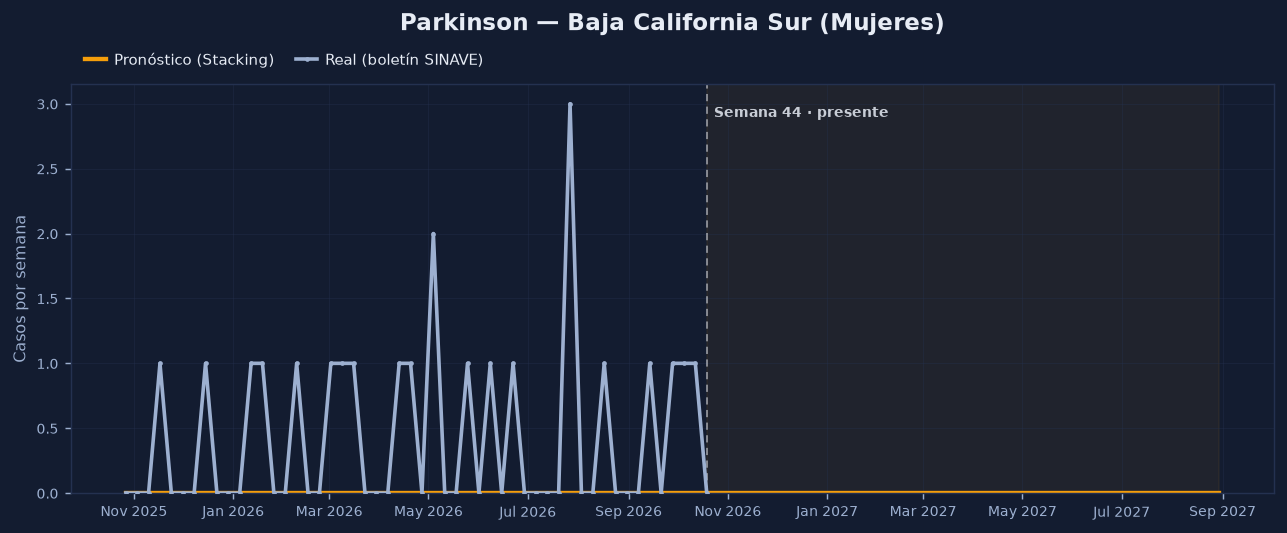 Parkinson — Baja California Sur (Mujeres)
Pronóstico (Stacking)
Real (boletín SINAVE)
Semana 44 · presente
Casos por semana
3.0
2.5
2.0
1.5
1.0
0.5
0.0
Nov 2025
Jan 2026
Mar 2026
May 2026
Jul 2026
Sep 2026
Nov 2026
Jan 2027
Mar 2027
May 2027
Jul 2027
Sep 2027